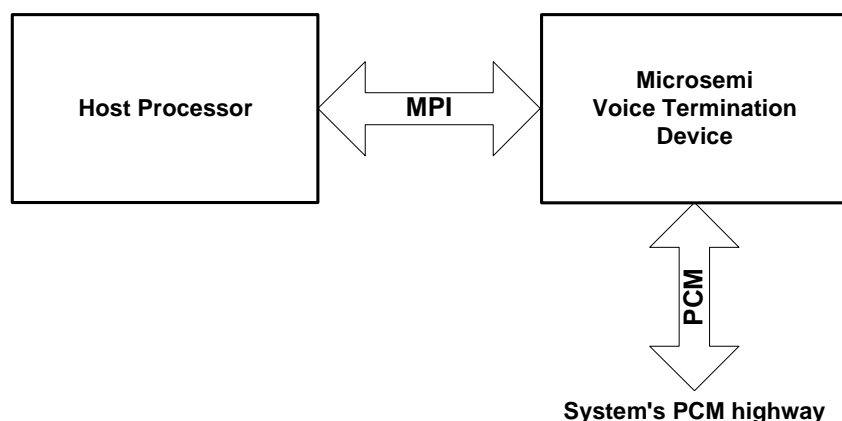 Host Processor
MPI
Microsemi
Voice Termination
Device
PCM
System's PCM highway